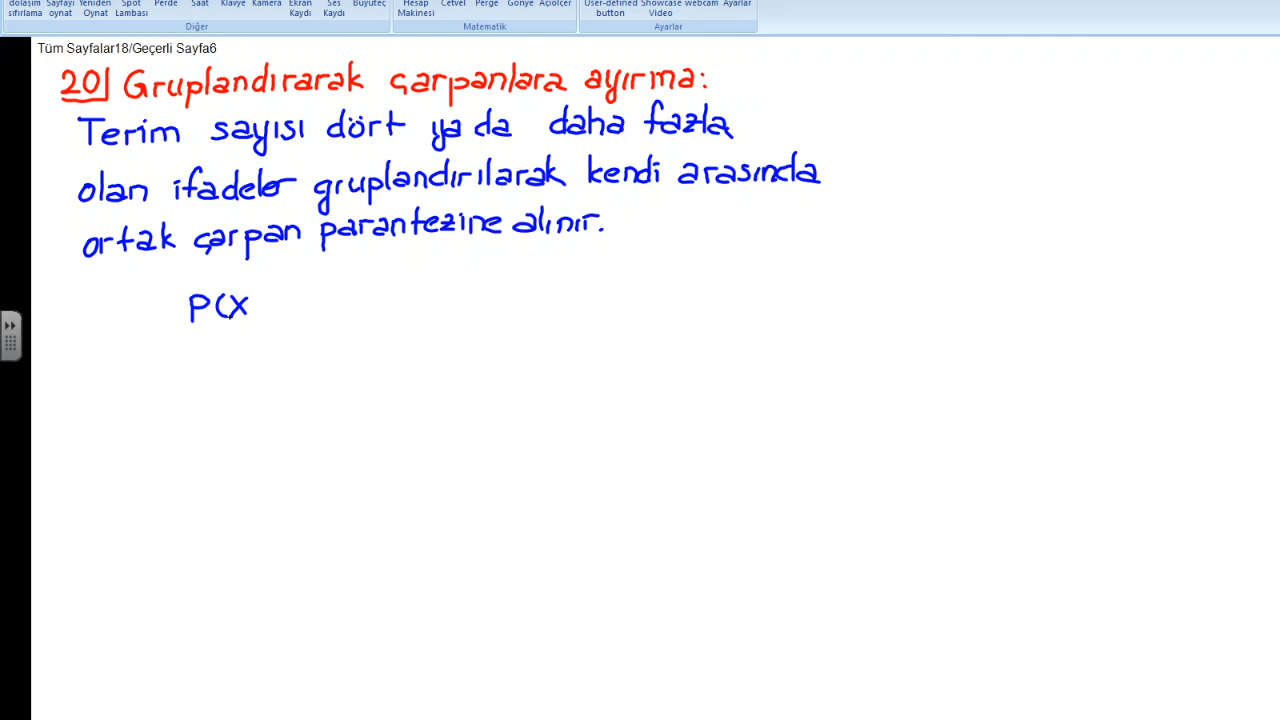 dolaşım Sayfayı Yeniden Spot Perde Saat Klavye Kamera Ekran Ses Büyüteç Hesap Cetvel Perge Gönye Açıölçer User-defined Showcase webcam Ayarlar
sıfırlama oynat Oynat Lambası Kaydı Kaydı Makinesi button Video
Diğer Matematik Ayarlar
Tüm Sayfalar18/Geçerli Sayfa6
20) Gruplandırarak çarpanlara ayırma:
Terim sayısı dört ya da daha fazla
olan ifadeler gruplandırılarak kendi arasında
ortak çarpan parantezine alınır.
P(x